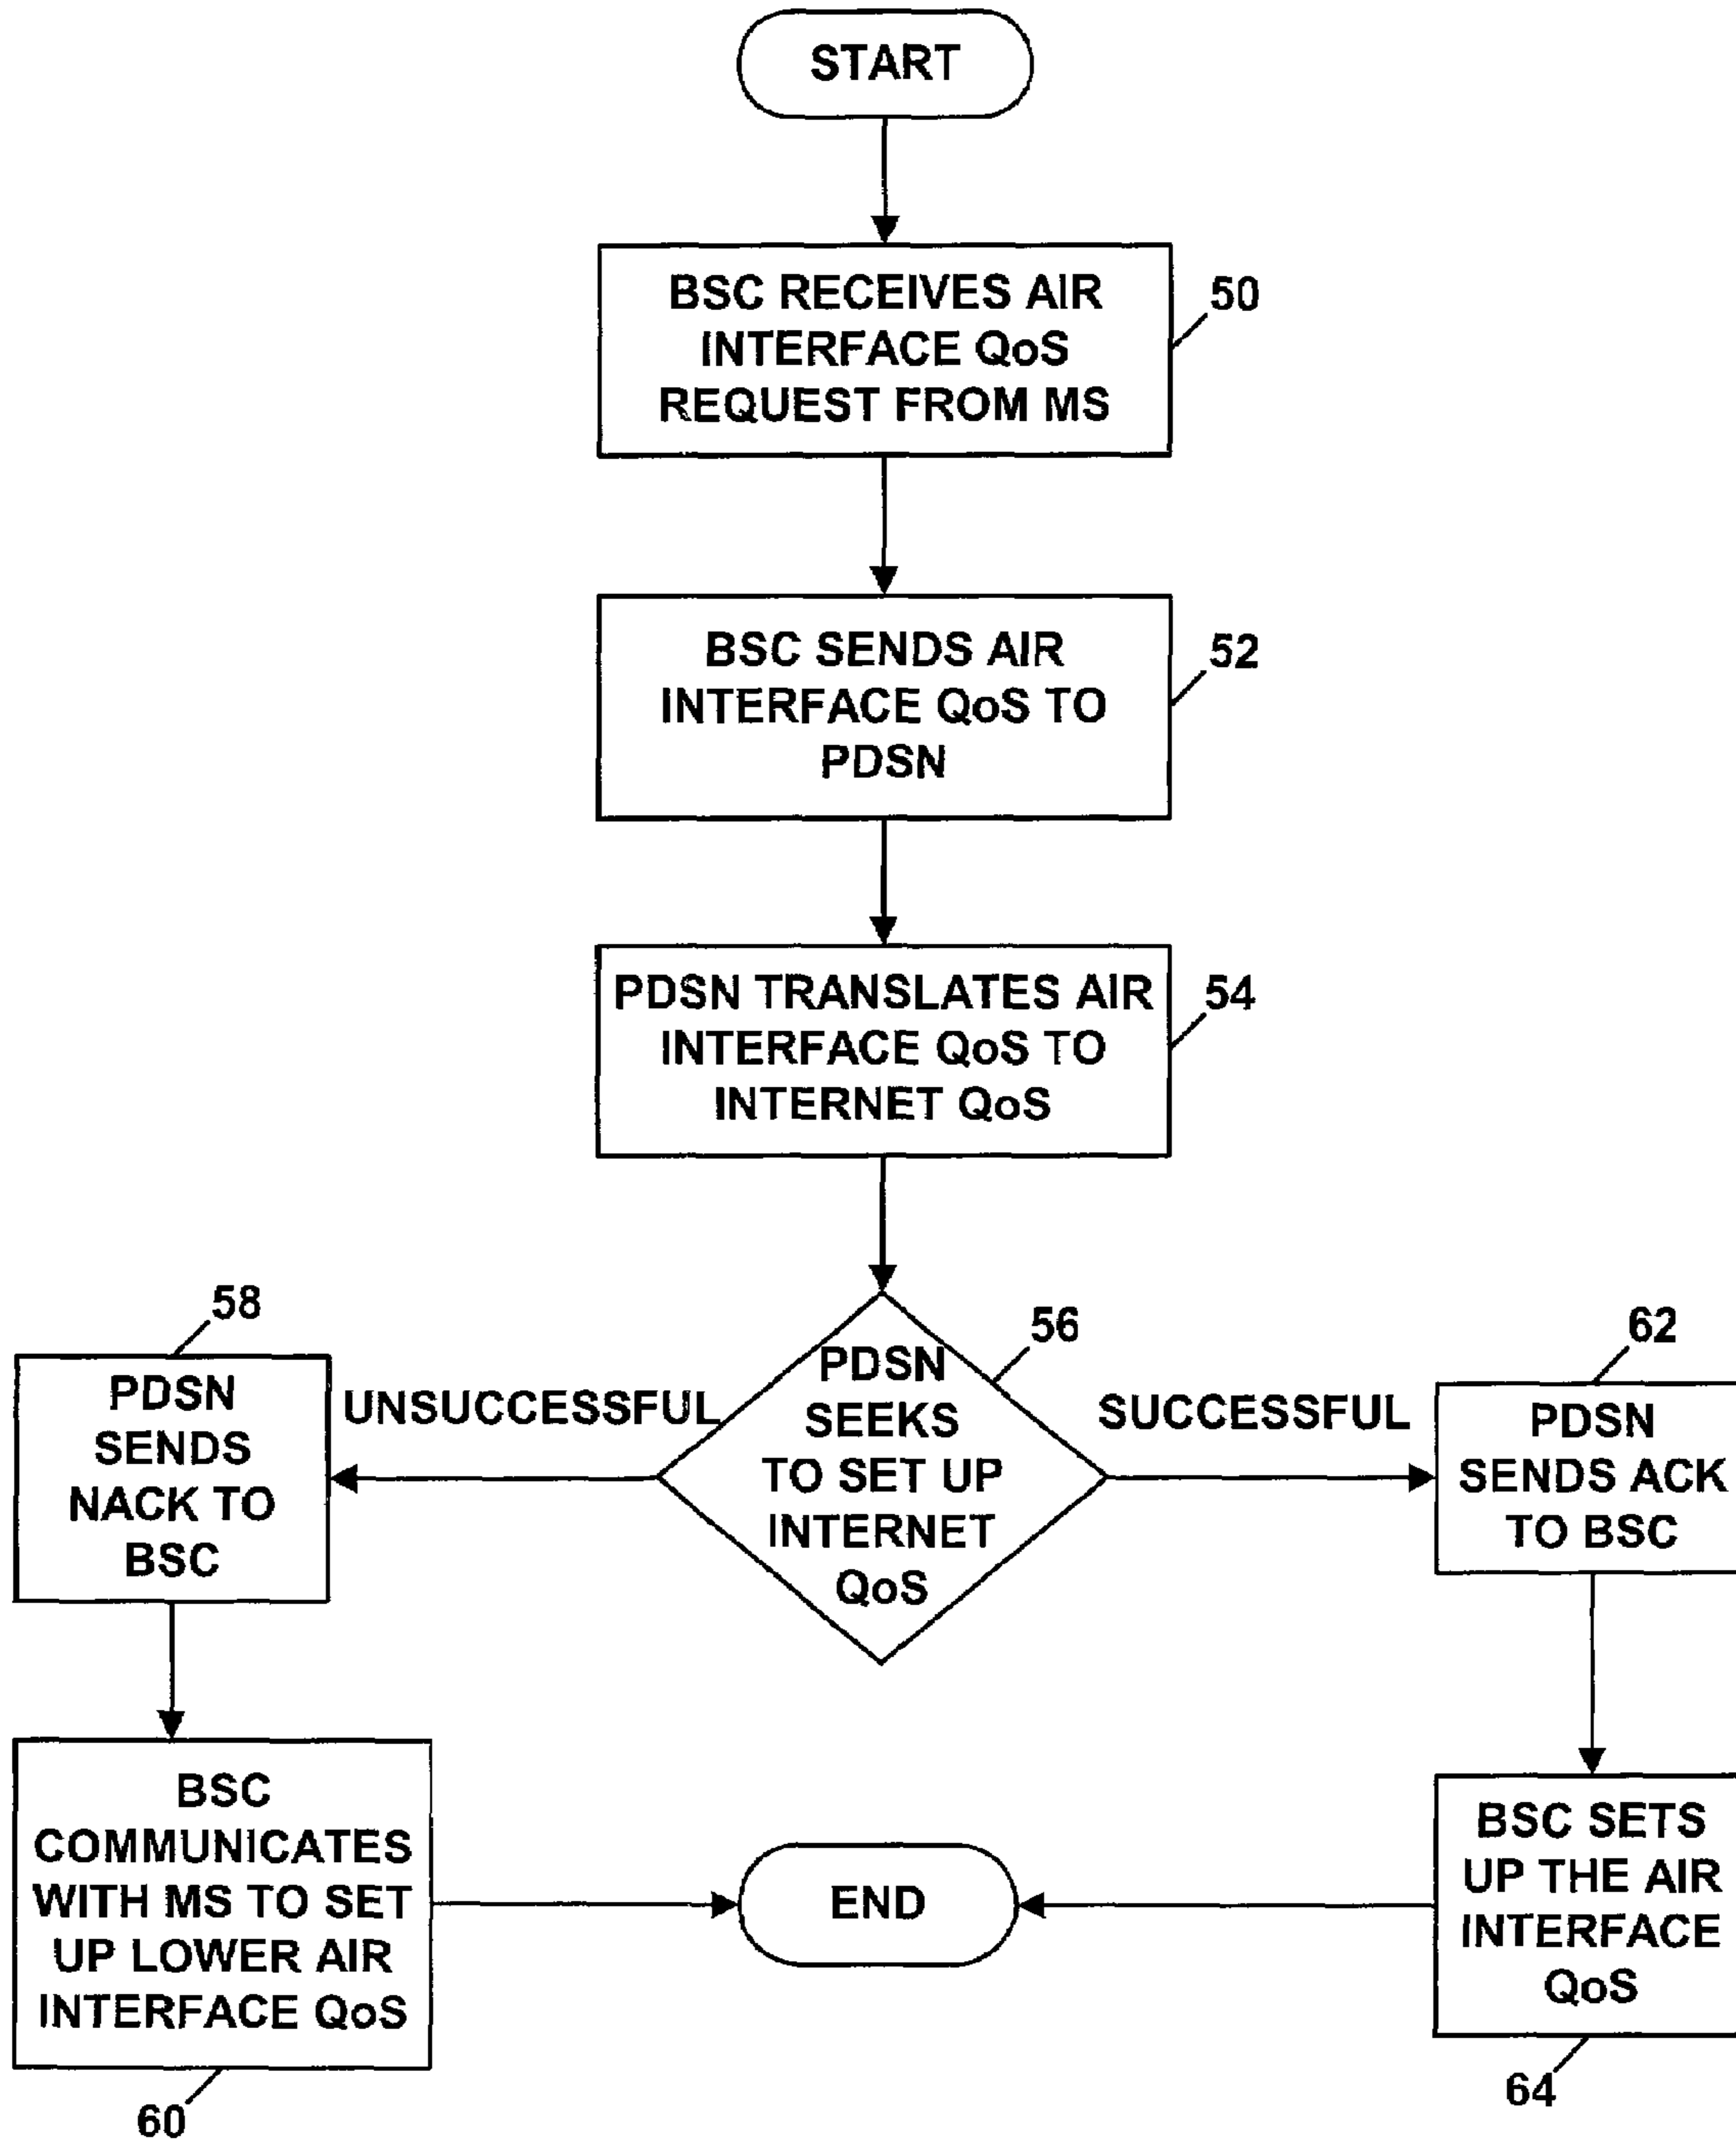 START
BSC RECEIVES AIR
INTERFACE QoS
REQUEST FROM MS
50
BSC SENDS AIR
INTERFACE QoS TO
PDSN
52
PDSN TRANSLATES AIR
INTERFACE QoS TO
INTERNET QoS
54
PDSN
SEEKS
TO SET UP
INTERNET
QoS
56
UNSUCCESSFUL
SUCCESSFUL
58
PDSN
SENDS
NACK TO
BSC
62
PDSN
SENDS ACK
TO BSC
BSC
COMMUNICATES
WITH MS TO SET
UP LOWER AIR
INTERFACE QoS
60
END
BSC SETS
UP THE AIR
INTERFACE
QoS
64